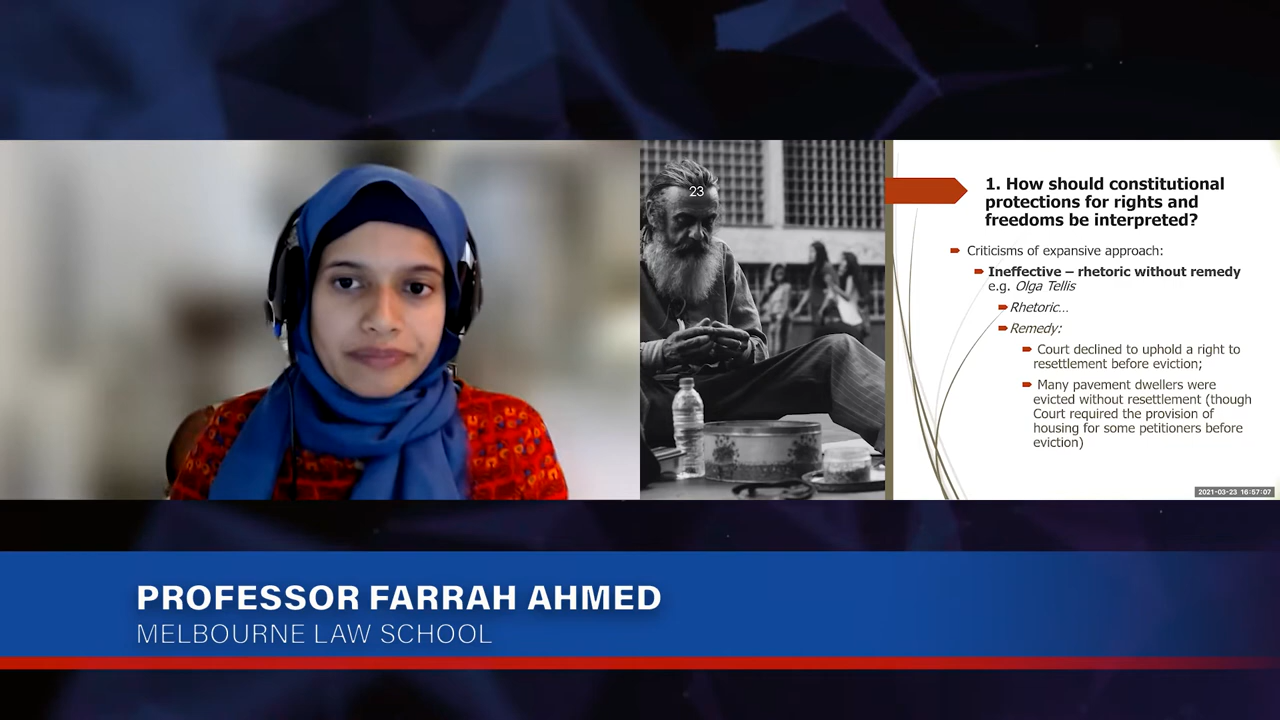 23
1. How should constitutional
protections for rights and
freedoms be interpreted?
Criticisms of expansive approach:
Ineffective – rhetoric without remedy
e.g. Olga Tellis
Rhetoric...
Remedy:
Court declined to uphold a right to
resettlement before eviction;
Many pavement dwellers were
evicted without resettlement (though
Court required the provision of
housing for some petitioners before
eviction)
2021-03-23 16:57:07
PROFESSOR FARRAH AHMED
MELBOURNE LAW SCHOOL